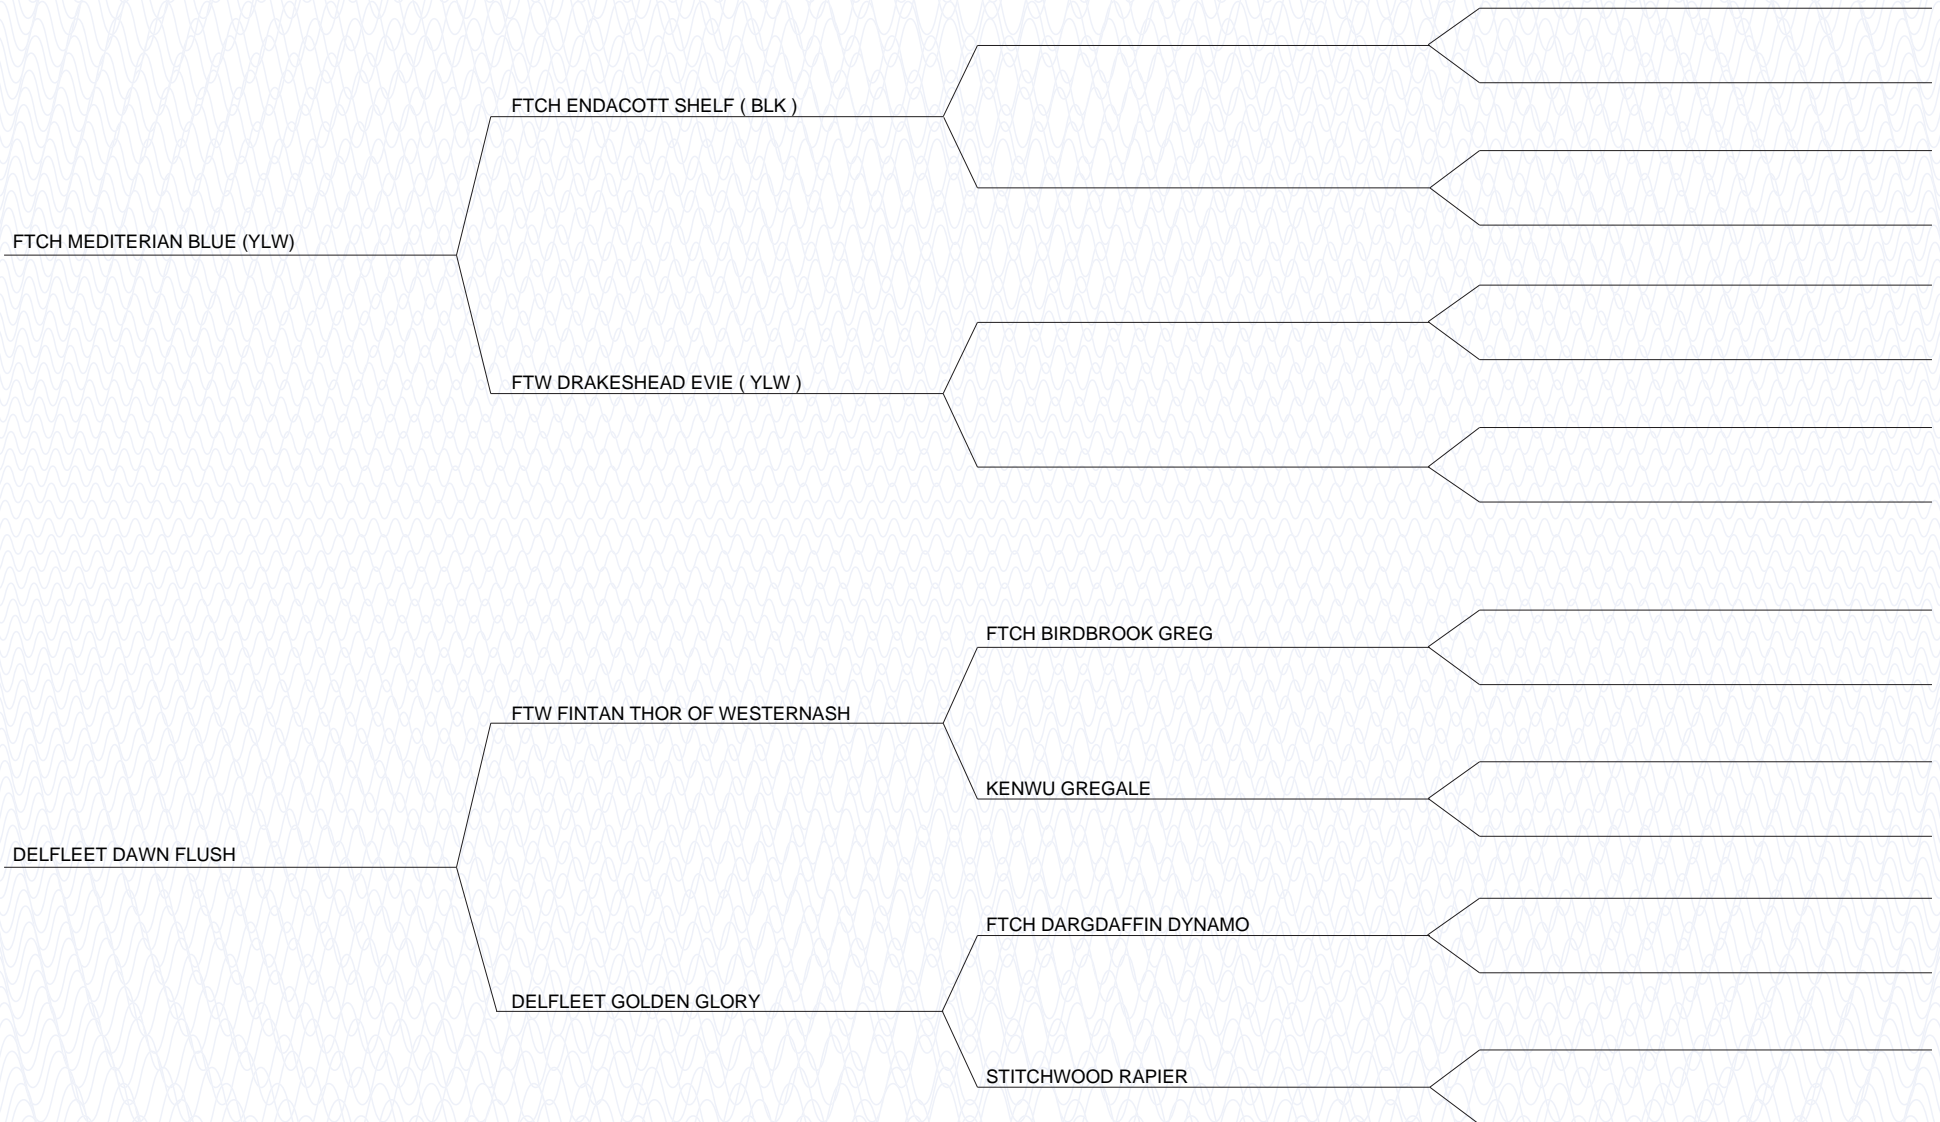 FTCH ENDACOTT SHELF ( BLK )
FTCH MEDITERIAN BLUE (YLW)
FTW DRAKESHEAD EVIE ( YLW )
FTCH BIRDBROOK GREG
FTW FINTAN THOR OF WESTERNASH
KENWU GREGALE
DELFLEET DAWN FLUSH
FTCH DARGDAFFIN DYNAMO
DELFLEET GOLDEN GLORY
STITCHWOOD RAPIER